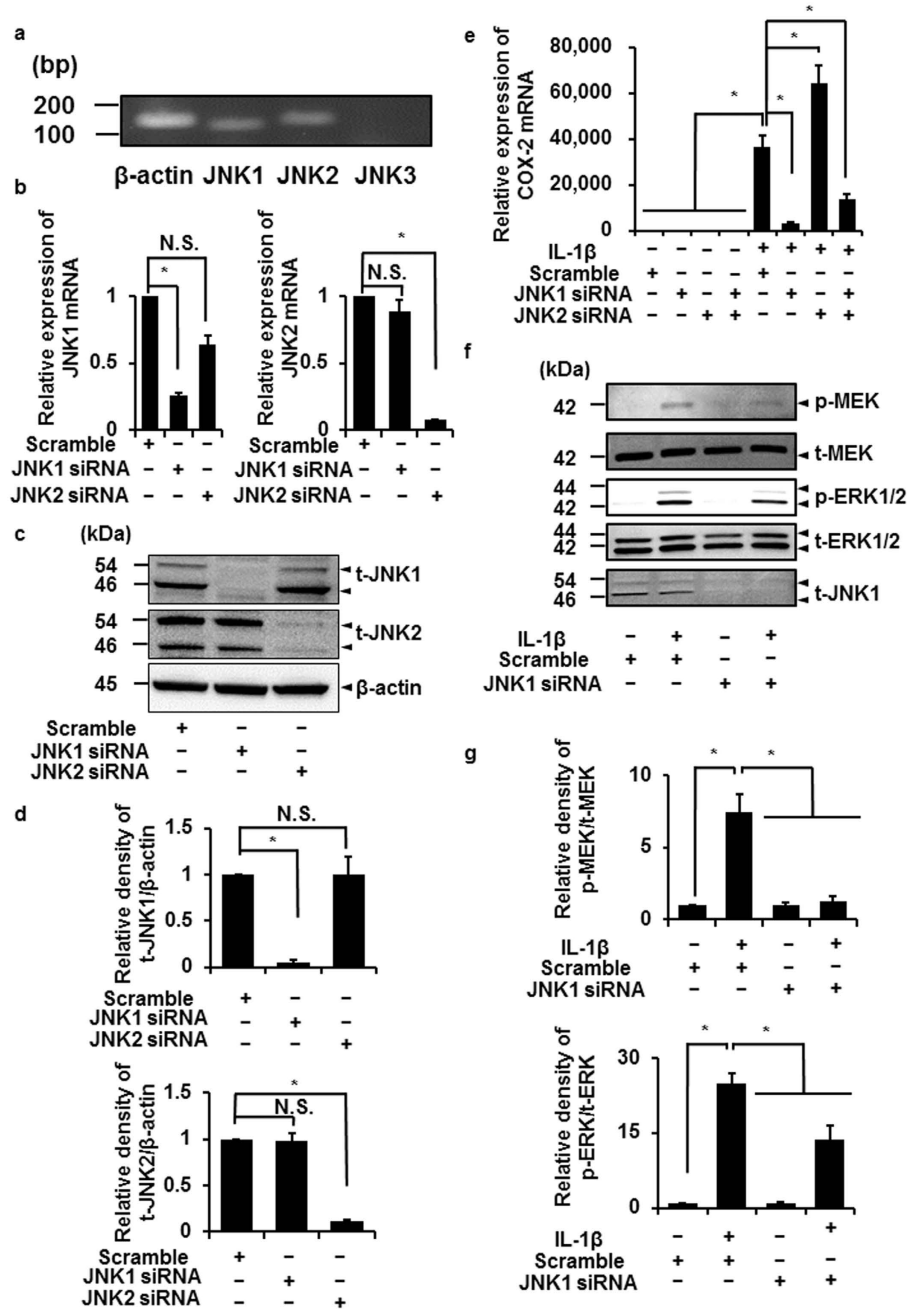 a
(bp)
200
100
β-actin JNK1 JNK2 JNK3
b
Relative expression of
JNK1 mRNA
N.S.
*
1
0.5
0
Scramble + − −
JNK1 siRNA − + −
JNK2 siRNA − − +
Relative expression of
JNK2 mRNA
*
N.S.
1
0.5
0
+ − −
− + −
− − +
Scramble
JNK1 siRNA
JNK2 siRNA
c
(kDa)
54
46
t-JNK1
54
46
t-JNK2
45
β-actin
Scramble + − −
JNK1 siRNA − + −
JNK2 siRNA − − +
d
Relative density of
t-JNK1/β-actin
N.S.
*
1.5
1
0.5
0
Scramble + − −
JNK1 siRNA − + −
JNK2 siRNA − − +
Relative density of
t-JNK2/β-actin
*
N.S.
1.5
1
0.5
0
Scramble + − −
JNK1 siRNA − + −
JNK2 siRNA − − +
e
Relative expression of
COX-2 mRNA
*
*
* *
80,000
60,000
40,000
20,000
0
IL-1β − − − − + + + +
Scramble + − − − + − − −
JNK1 siRNA − + − + − + − +
JNK2 siRNA − − + + − − + +
f
(kDa)
42 p-MEK
42 t-MEK
44
42
p-ERK1/2
44
42
t-ERK1/2
54
46
t-JNK1
IL-1β − + − +
Scramble + + − −
JNK1 siRNA − − + +
g
Relative density of
p-MEK/t-MEK
* *
10
5
0
IL-1β − + − +
Scramble + + − −
JNK1 siRNA − − + +
Relative density of
p-ERK/t-ERK
* *
30
15
0
IL-1β − + − +
Scramble + + − −
JNK1 siRNA − − + +